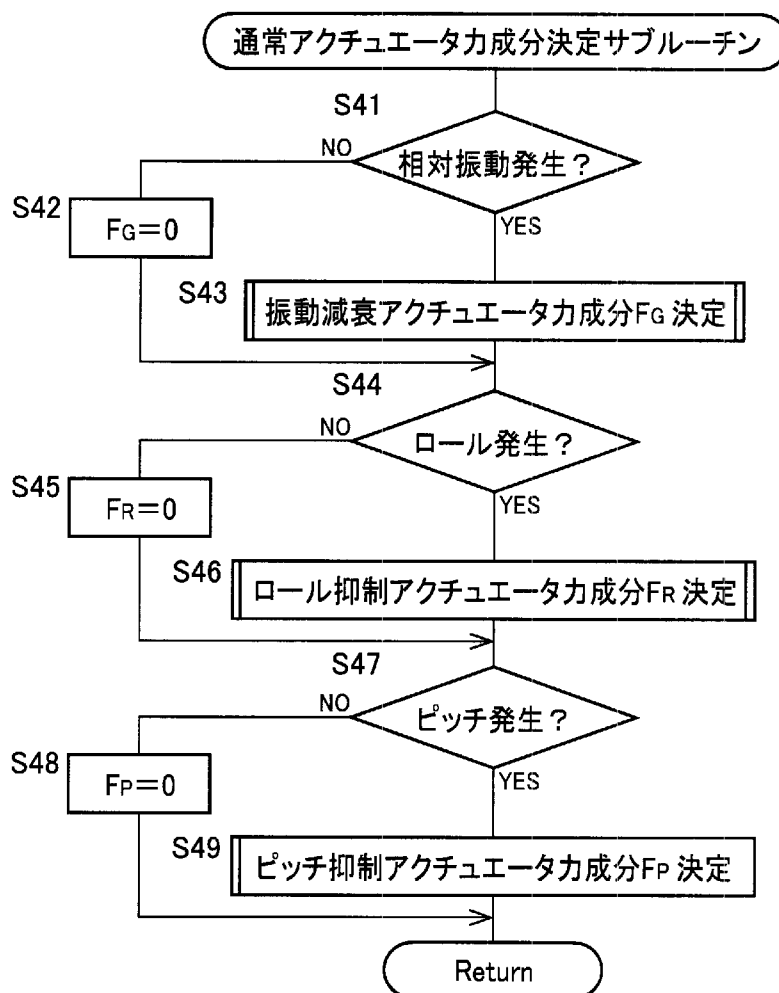 通常アクチュエータ力成分決定サブルーチン
S41
相対振動発生?
NO
YES
S42
FG=0
S43
振動減衰アクチュエータ力成分FG 決定
S44
ロール発生?
NO
YES
S45
FR=0
S46
ロール抑制アクチュエータ力成分FR 決定
S47
ピッチ発生?
NO
YES
S48
FP=0
S49
ピッチ抑制アクチュエータ力成分FP 決定
Return